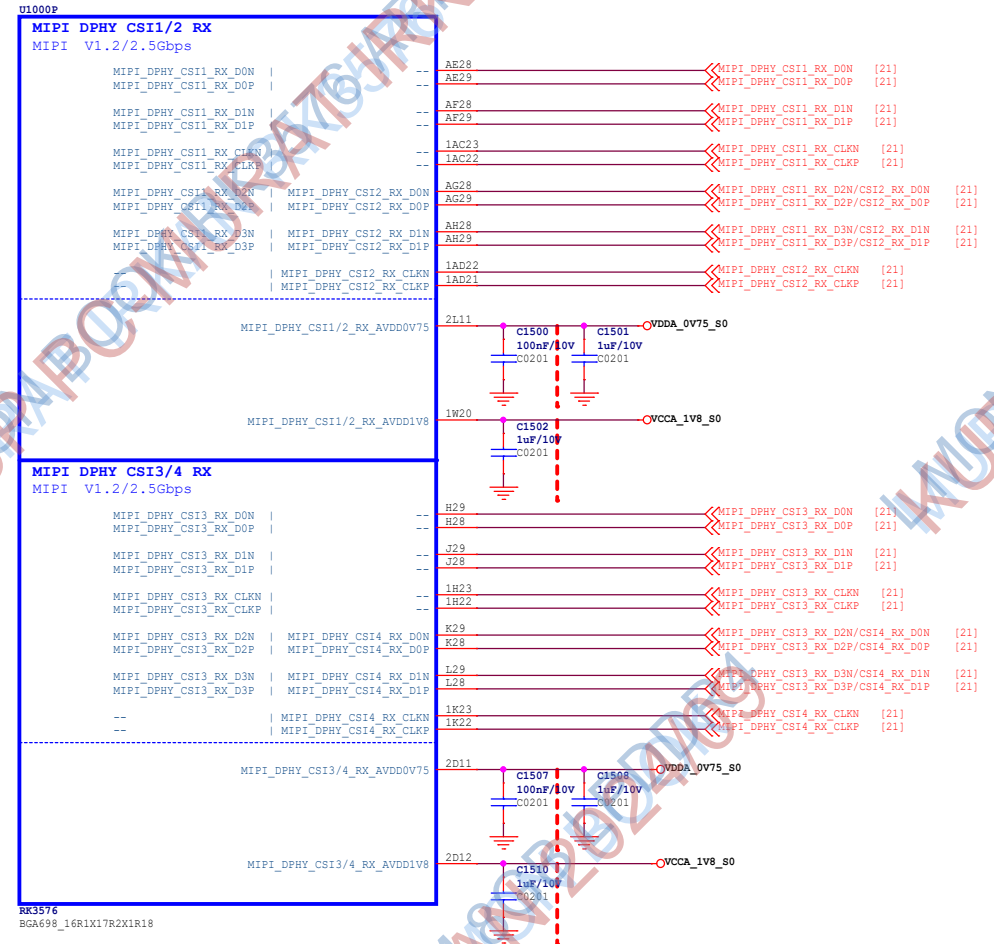 U1000P
MIPI DPHY CSI1/2 RX
MIPI V1.2/2.5Gbps
MIPI_DPHY_CSI1_RX_D0N | -- AE28 MIPI_DPHY_CSI1_RX_D0N [21]
MIPI_DPHY_CSI1_RX_D0P | -- AE29 MIPI_DPHY_CSI1_RX_D0P [21]
MIPI_DPHY_CSI1_RX_D1N | -- AF28 MIPI_DPHY_CSI1_RX_D1N [21]
MIPI_DPHY_CSI1_RX_D1P | -- AF29 MIPI_DPHY_CSI1_RX_D1P [21]
MIPI_DPHY_CSI1_RX_CLKN | -- 1AC23 MIPI_DPHY_CSI1_RX_CLKN [21]
MIPI_DPHY_CSI1_RX_CLKP | -- 1AC22 MIPI_DPHY_CSI1_RX_CLKP [21]
MIPI_DPHY_CSI1_RX_D2N | MIPI_DPHY_CSI2_RX_D0N AG28 MIPI_DPHY_CSI1_RX_D2N/CSI2_RX_D0N [21]
MIPI_DPHY_CSI1_RX_D2P | MIPI_DPHY_CSI2_RX_D0P AG29 MIPI_DPHY_CSI1_RX_D2P/CSI2_RX_D0P [21]
MIPI_DPHY_CSI1_RX_D3N | MIPI_DPHY_CSI2_RX_D1N AH28 MIPI_DPHY_CSI1_RX_D3N/CSI2_RX_D1N [21]
MIPI_DPHY_CSI1_RX_D3P | MIPI_DPHY_CSI2_RX_D1P AH29 MIPI_DPHY_CSI1_RX_D3P/CSI2_RX_D1P [21]
-- | MIPI_DPHY_CSI2_RX_CLKN 1AD22 MIPI_DPHY_CSI2_RX_CLKN [21]
-- | MIPI_DPHY_CSI2_RX_CLKP 1AD21 MIPI_DPHY_CSI2_RX_CLKP [21]
MIPI_DPHY_CSI1/2_RX_AVDD0V75 2L11 VDDA_0V75_S0
C1500 C1501
100nF/10V 1uF/10V
C0201 C0201
MIPI_DPHY_CSI1/2_RX_AVDD1V8 1W20 VCCA_1V8_S0
C1502
1uF/10V
C0201
MIPI DPHY CSI3/4 RX
MIPI V1.2/2.5Gbps
MIPI_DPHY_CSI3_RX_D0N | -- H29 MIPI_DPHY_CSI3_RX_D0N [21]
MIPI_DPHY_CSI3_RX_D0P | -- H28 MIPI_DPHY_CSI3_RX_D0P [21]
MIPI_DPHY_CSI3_RX_D1N | -- J29 MIPI_DPHY_CSI3_RX_D1N [21]
MIPI_DPHY_CSI3_RX_D1P | -- J28 MIPI_DPHY_CSI3_RX_D1P [21]
MIPI_DPHY_CSI3_RX_CLKN | -- 1H23 MIPI_DPHY_CSI3_RX_CLKN [21]
MIPI_DPHY_CSI3_RX_CLKP | -- 1H22 MIPI_DPHY_CSI3_RX_CLKP [21]
MIPI_DPHY_CSI3_RX_D2N | MIPI_DPHY_CSI4_RX_D0N K29 MIPI_DPHY_CSI3_RX_D2N/CSI4_RX_D0N [21]
MIPI_DPHY_CSI3_RX_D2P | MIPI_DPHY_CSI4_RX_D0P K28 MIPI_DPHY_CSI3_RX_D2P/CSI4_RX_D0P [21]
MIPI_DPHY_CSI3_RX_D3N | MIPI_DPHY_CSI4_RX_D1N L29 MIPI_DPHY_CSI3_RX_D3N/CSI4_RX_D1N [21]
MIPI_DPHY_CSI3_RX_D3P | MIPI_DPHY_CSI4_RX_D1P L28 MIPI_DPHY_CSI3_RX_D3P/CSI4_RX_D1P [21]
-- | MIPI_DPHY_CSI4_RX_CLKN 1K23 MIPI_DPHY_CSI4_RX_CLKN [21]
-- | MIPI_DPHY_CSI4_RX_CLKP 1K22 MIPI_DPHY_CSI4_RX_CLKP [21]
MIPI_DPHY_CSI3/4_RX_AVDD0V75 2D11 VDDA_0V75_S0
C1507 C1508
100nF/10V 1uF/10V
C0201 C0201
MIPI_DPHY_CSI3/4_RX_AVDD1V8 2D12 VCCA_1V8_S0
C1510
1uF/10V
C0201
RK3576
BGA698_16R1X17R2X1R18